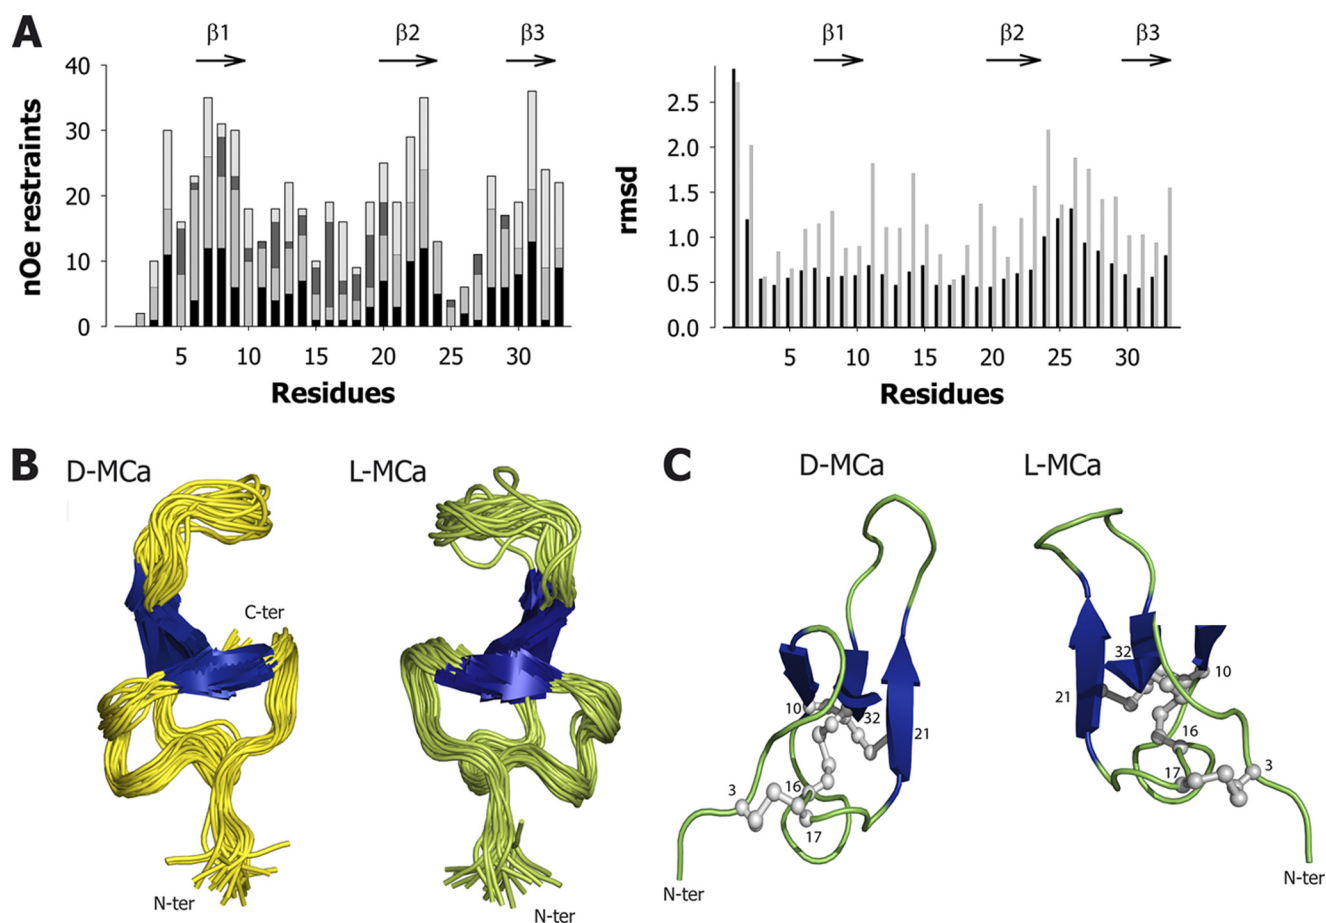 A
β1 β2 β3
40
30
20
10
0
nOe restraints
5 10 15 20 25 30
Residues
β1 β2 β3
2.5
2.0
1.5
1.0
0.5
0.0
rmsd
5 10 15 20 25 30
Residues
B
D-MCa L-MCa
C-ter
N-ter
N-ter
C
D-MCa L-MCa
10
32
21
3
16
17
N-ter
32
10
21
16
3
17
N-ter